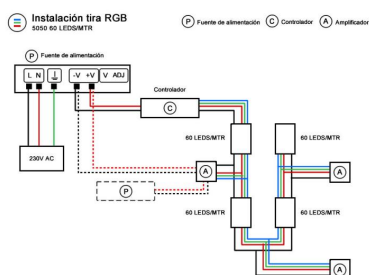 Instalación tira RGB
5050 60 LEDS/MTR
P Fuente de alimentación C Controlador A Amplificador
P Fuente de alimentación
L N -V +V V ADJ
Controlador
C
60 LEDS/MTR 60 LEDS/MTR
230V AC
A A
P
60 LEDS/MTR 60 LEDS/MTR
A